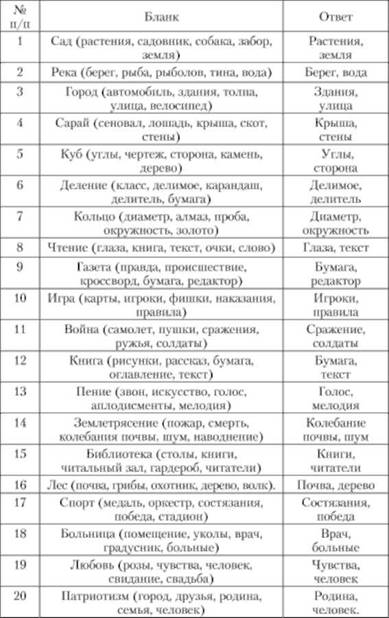 № п/п Бланк Ответ
1 Сад (растения, садовник, собака, забор, Растения,
земля) земля
2 Река (берег, рыба, рыболов, тина, вода) Берег, вода
3 Город (автомобиль, здания, толпа, Здания,
улица, велосипед) улица
4 Сарай (сеновал, лошадь, крыша, скот, Крыша,
стены) стены
5 Куб (углы, чертеж, сторона, камень, Углы,
дерево) сторона
6 Деление (класс, делимое, карандаш, Делимое,
делитель, бумага) делитель
7 Кольцо (диаметр, алмаз, проба, Диаметр,
окружность, золото) окружность
8 Чтение (глаза, книга, текст, очки, слово) Глаза, текст
9 Газета (правда, происшествие, Бумага,
кроссворд, бумага, редактор) редактор
10 Игра (карты, игроки, фишки, наказания, Игроки,
правила) правила
11 Война (самолет, пушки, сражения, Сражение,
ружья, солдаты) солдаты
12 Книга (рисунки, рассказ, бумага, Бумага,
оглавление, текст) текст
13 Пение (звон, искусство, голос, Голос,
аплодисменты, мелодия) мелодия
14 Землетрясение (пожар, смерть, Колебание
колебания почвы, шум, наводнение) почвы, шум
15 Библиотека (столы, книги, Книги,
читальный зал, гардероб, читатели) читатели
16 Лес (почва, грибы, охотник, дерево, волк). Почва, дерево
17 Спорт (медаль, оркестр, состязания, Состязания,
победа, стадион) победа
18 Больница (помещение, уколы, врач, Врач,
градусник, больные) больные
19 Любовь (розы, чувства, человек, Чувства,
свидание, свадьба) человек
20 Патриотизм (город, друзья, родина, Родина,
семья, человек) человек.